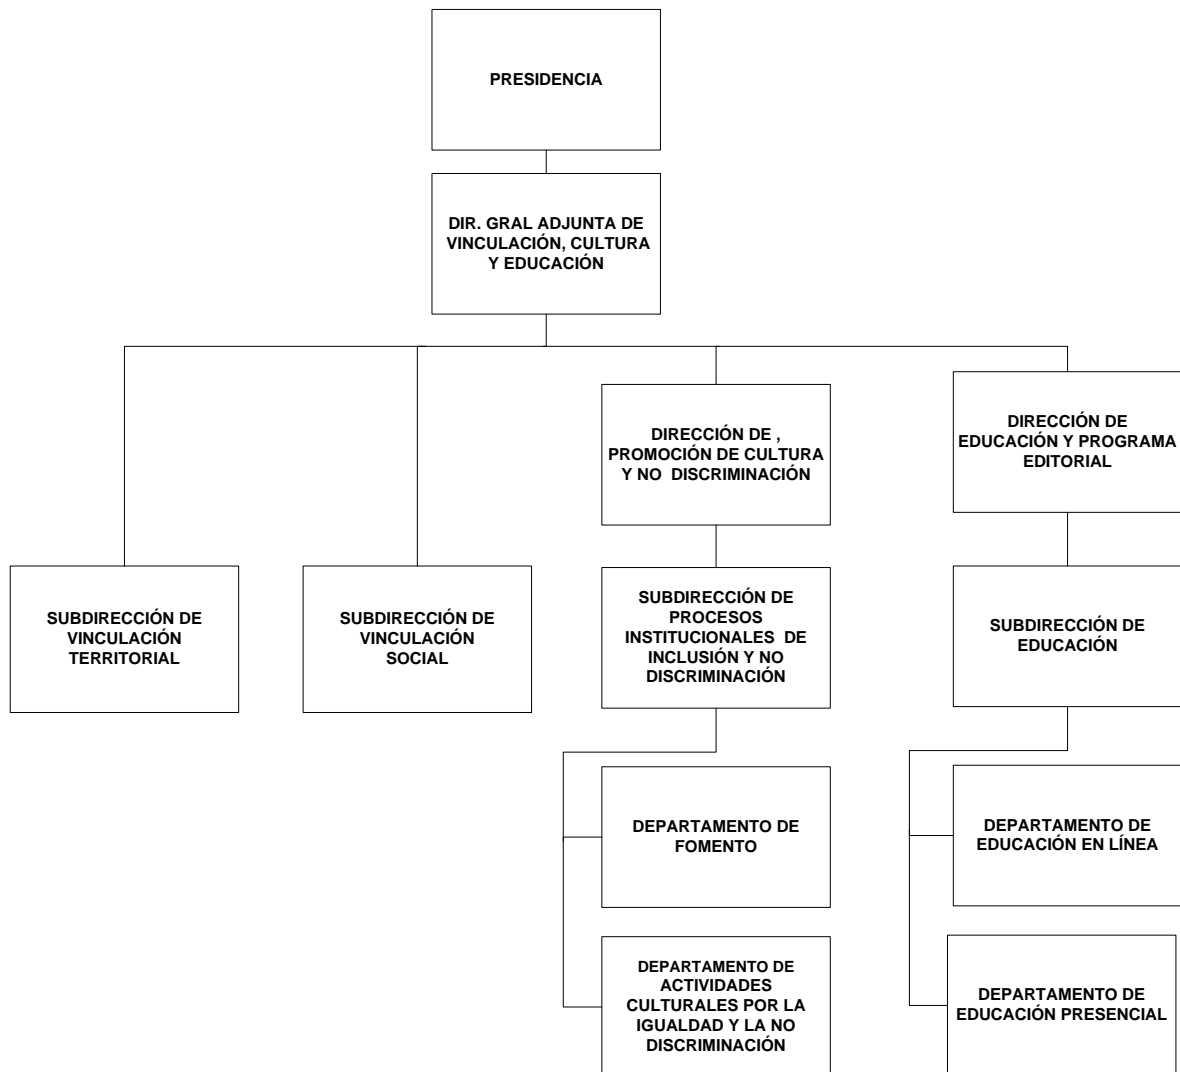 PRESIDENCIA
DIR. GRAL ADJUNTA DE
VINCULACIÓN, CULTURA
Y EDUCACIÓN
DIRECCIÓN DE ,
PROMOCIÓN DE CULTURA
Y NO DISCRIMINACIÓN
DIRECCIÓN DE
EDUCACIÓN Y PROGRAMA
EDITORIAL
SUBDIRECCIÓN DE
VINCULACIÓN
TERRITORIAL
SUBDIRECCIÓN DE
VINCULACIÓN
SOCIAL
SUBDIRECCIÓN DE
PROCESOS
INSTITUCIONALES DE
INCLUSIÓN Y NO
DISCRIMINACIÓN
SUBDIRECCIÓN DE
EDUCACIÓN
DEPARTAMENTO DE
FOMENTO
DEPARTAMENTO DE
EDUCACIÓN EN LÍNEA
DEPARTAMENTO DE
ACTIVIDADES
CULTURALES POR LA
IGUALDAD Y LA NO
DISCRIMINACIÓN
DEPARTAMENTO DE
EDUCACIÓN PRESENCIAL